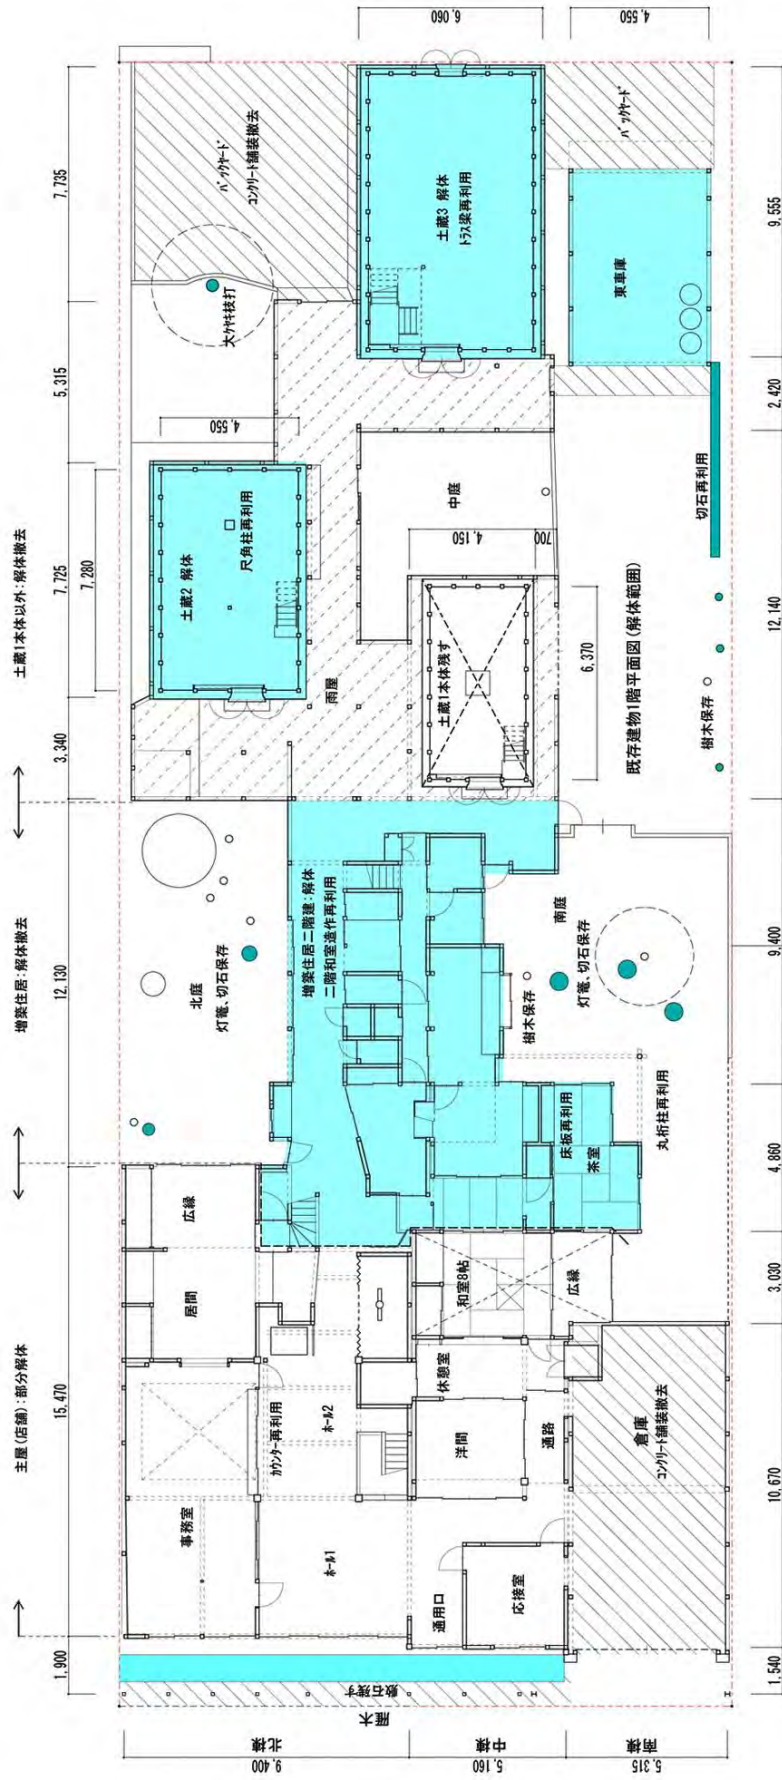 主屋(店舗):部分解体
増築住居:解体撤去
土蔵1本体以外:解体撤去
1,900
15,470
12,130
3,340
7,725
7,280
5,315
7,735
9,400
北棟
5,160
中棟
5,315
南棟
雁木
敷石残す
事務室
居間
広縁
ホール1
カウンター再利用
ホール2
通用口
応接室
洋間
休憩室
通路
和室8帖
広縁
倉庫
コンクリート舗装撤去
北庭
灯篭、切石保存
増築住居二階建:解体
二階和室造作再利用
床板再利用
茶室
丸桁柱再利用
樹木保存
南庭
灯篭、切石保存
土蔵2 解体
尺角柱再利用
4,550
雨屋
中庭
4,150
700
土蔵1本体残す
6,370
大ケヤキ枝打
バックヤード
コンクリート舗装撤去
土蔵3 解体
トラス梁再利用
6,060
東車庫
バックヤード
4,550
切石再利用
樹木保存
既存建物1階平面図(解体範囲)
1,540
10,670
3,030
4,860
9,400
12,140
2,420
9,555